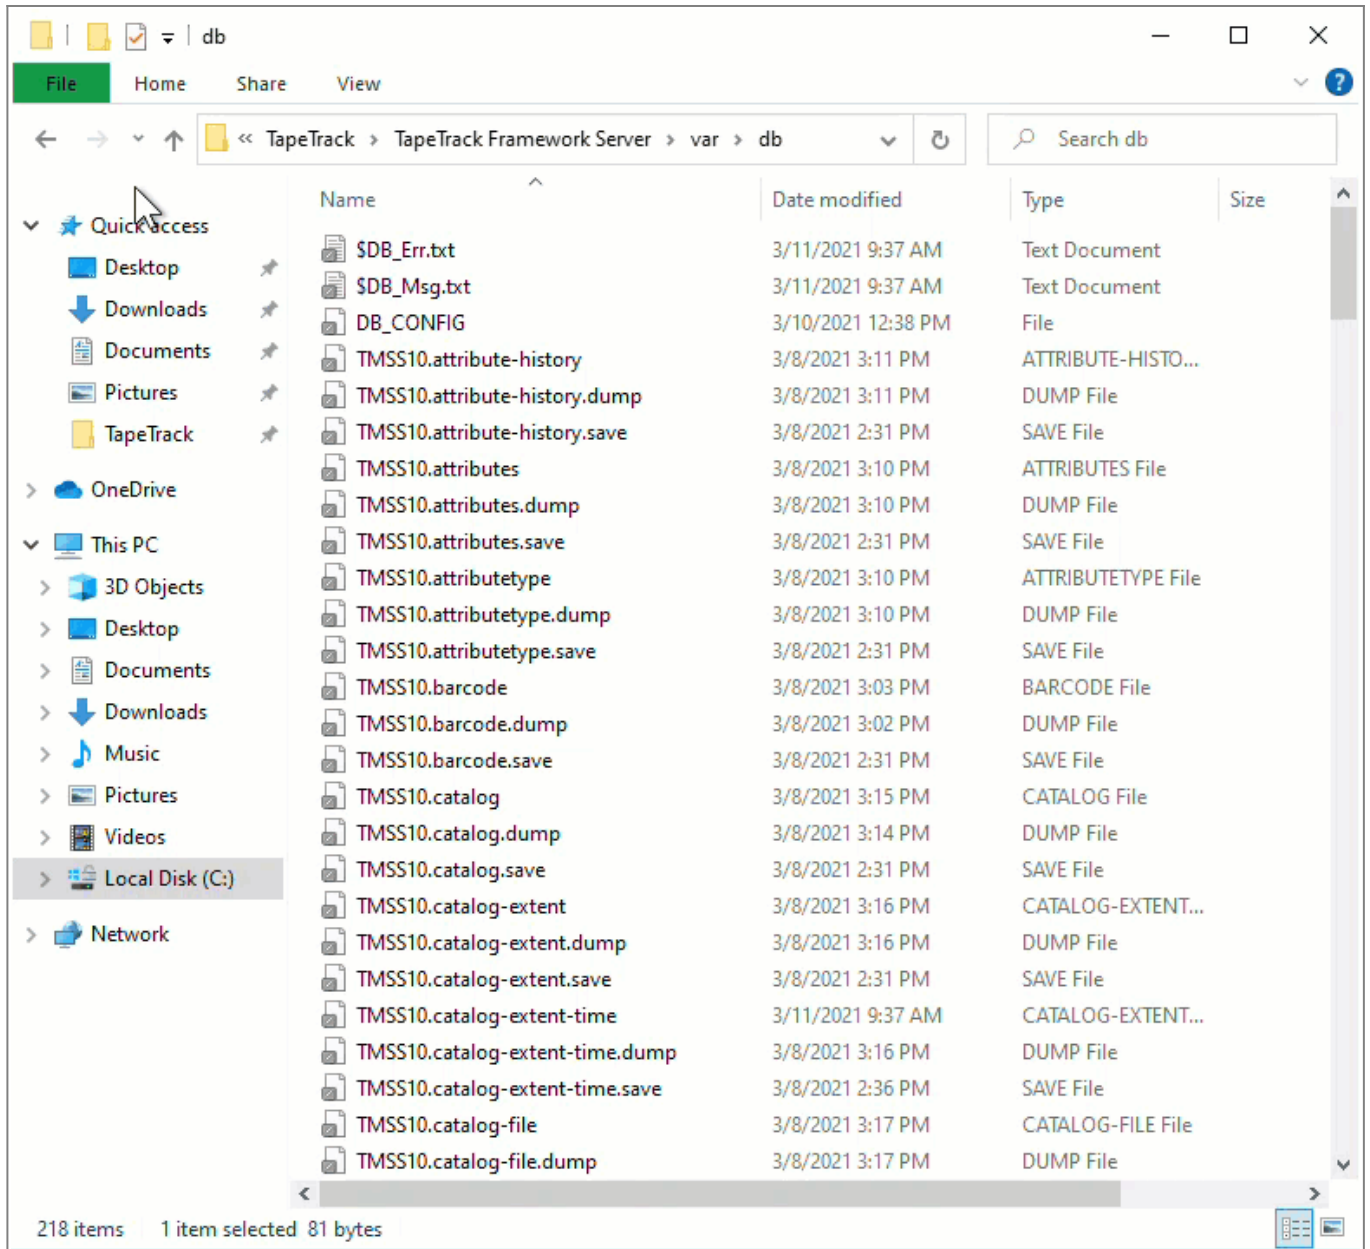 db
File Home Share View
« TapeTrack > TapeTrack Framework Server > var > db Search db
Name Date modified Type Size
Quick access
Desktop
Downloads
Documents
Pictures
TapeTrack
OneDrive
This PC
3D Objects
Desktop
Documents
Downloads
Music
Pictures
Videos
Local Disk (C:)
Network
$DB_Err.txt 3/11/2021 9:37 AM Text Document
$DB_Msg.txt 3/11/2021 9:37 AM Text Document
DB_CONFIG 3/10/2021 12:38 PM File
TMSS10.attribute-history 3/8/2021 3:11 PM ATTRIBUTE-HISTO...
TMSS10.attribute-history.dump 3/8/2021 3:11 PM DUMP File
TMSS10.attribute-history.save 3/8/2021 2:31 PM SAVE File
TMSS10.attributes 3/8/2021 3:10 PM ATTRIBUTES File
TMSS10.attributes.dump 3/8/2021 3:10 PM DUMP File
TMSS10.attributes.save 3/8/2021 2:31 PM SAVE File
TMSS10.attributetype 3/8/2021 3:10 PM ATTRIBUTETYPE File
TMSS10.attributetype.dump 3/8/2021 3:10 PM DUMP File
TMSS10.attributetype.save 3/8/2021 2:31 PM SAVE File
TMSS10.barcode 3/8/2021 3:03 PM BARCODE File
TMSS10.barcode.dump 3/8/2021 3:02 PM DUMP File
TMSS10.barcode.save 3/8/2021 2:31 PM SAVE File
TMSS10.catalog 3/8/2021 3:15 PM CATALOG File
TMSS10.catalog.dump 3/8/2021 3:14 PM DUMP File
TMSS10.catalog.save 3/8/2021 2:31 PM SAVE File
TMSS10.catalog-extent 3/8/2021 3:16 PM CATALOG-EXTENT...
TMSS10.catalog-extent.dump 3/8/2021 3:16 PM DUMP File
TMSS10.catalog-extent.save 3/8/2021 2:31 PM SAVE File
TMSS10.catalog-extent-time 3/11/2021 9:37 AM CATALOG-EXTENT...
TMSS10.catalog-extent-time.dump 3/8/2021 3:16 PM DUMP File
TMSS10.catalog-extent-time.save 3/8/2021 2:36 PM SAVE File
TMSS10.catalog-file 3/8/2021 3:17 PM CATALOG-FILE File
TMSS10.catalog-file.dump 3/8/2021 3:17 PM DUMP File
218 items 1 item selected 81 bytes